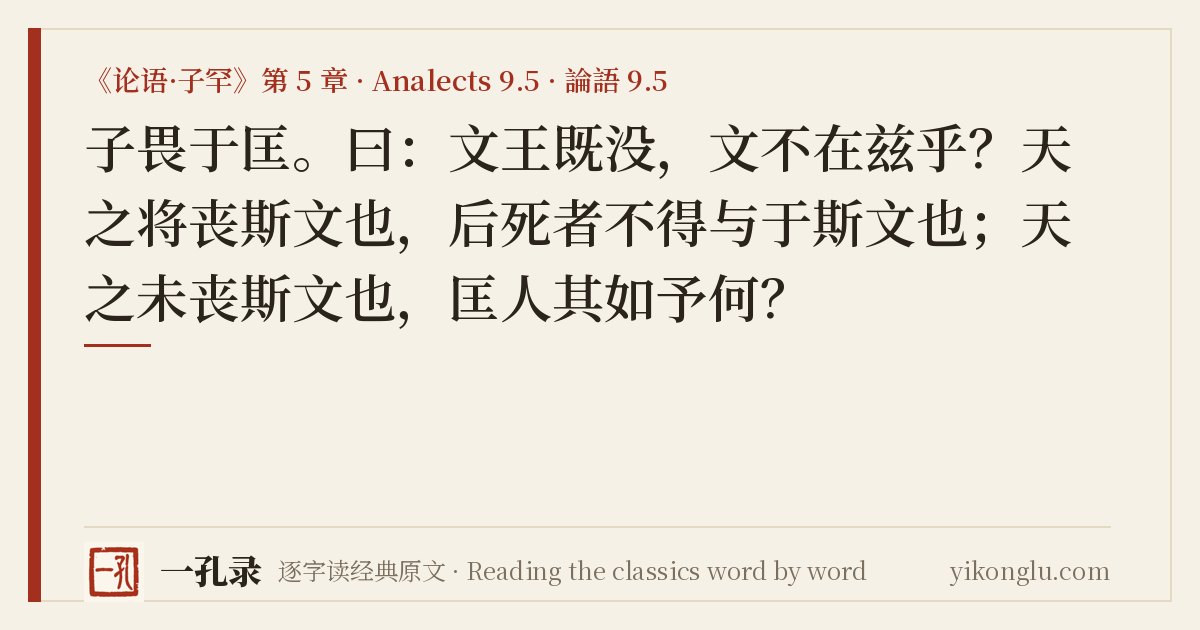 《论语·子罕》第 5 章 · Analects 9.5 · 論語 9.5
子畏于匡。曰：文王既没，文不在兹乎？天
之将丧斯文也，后死者不得与于斯文也；天
之未丧斯文也，匡人其如予何？
一孔
一孔录 逐字读经典原文 · Reading the classics word by word yikonglu.com